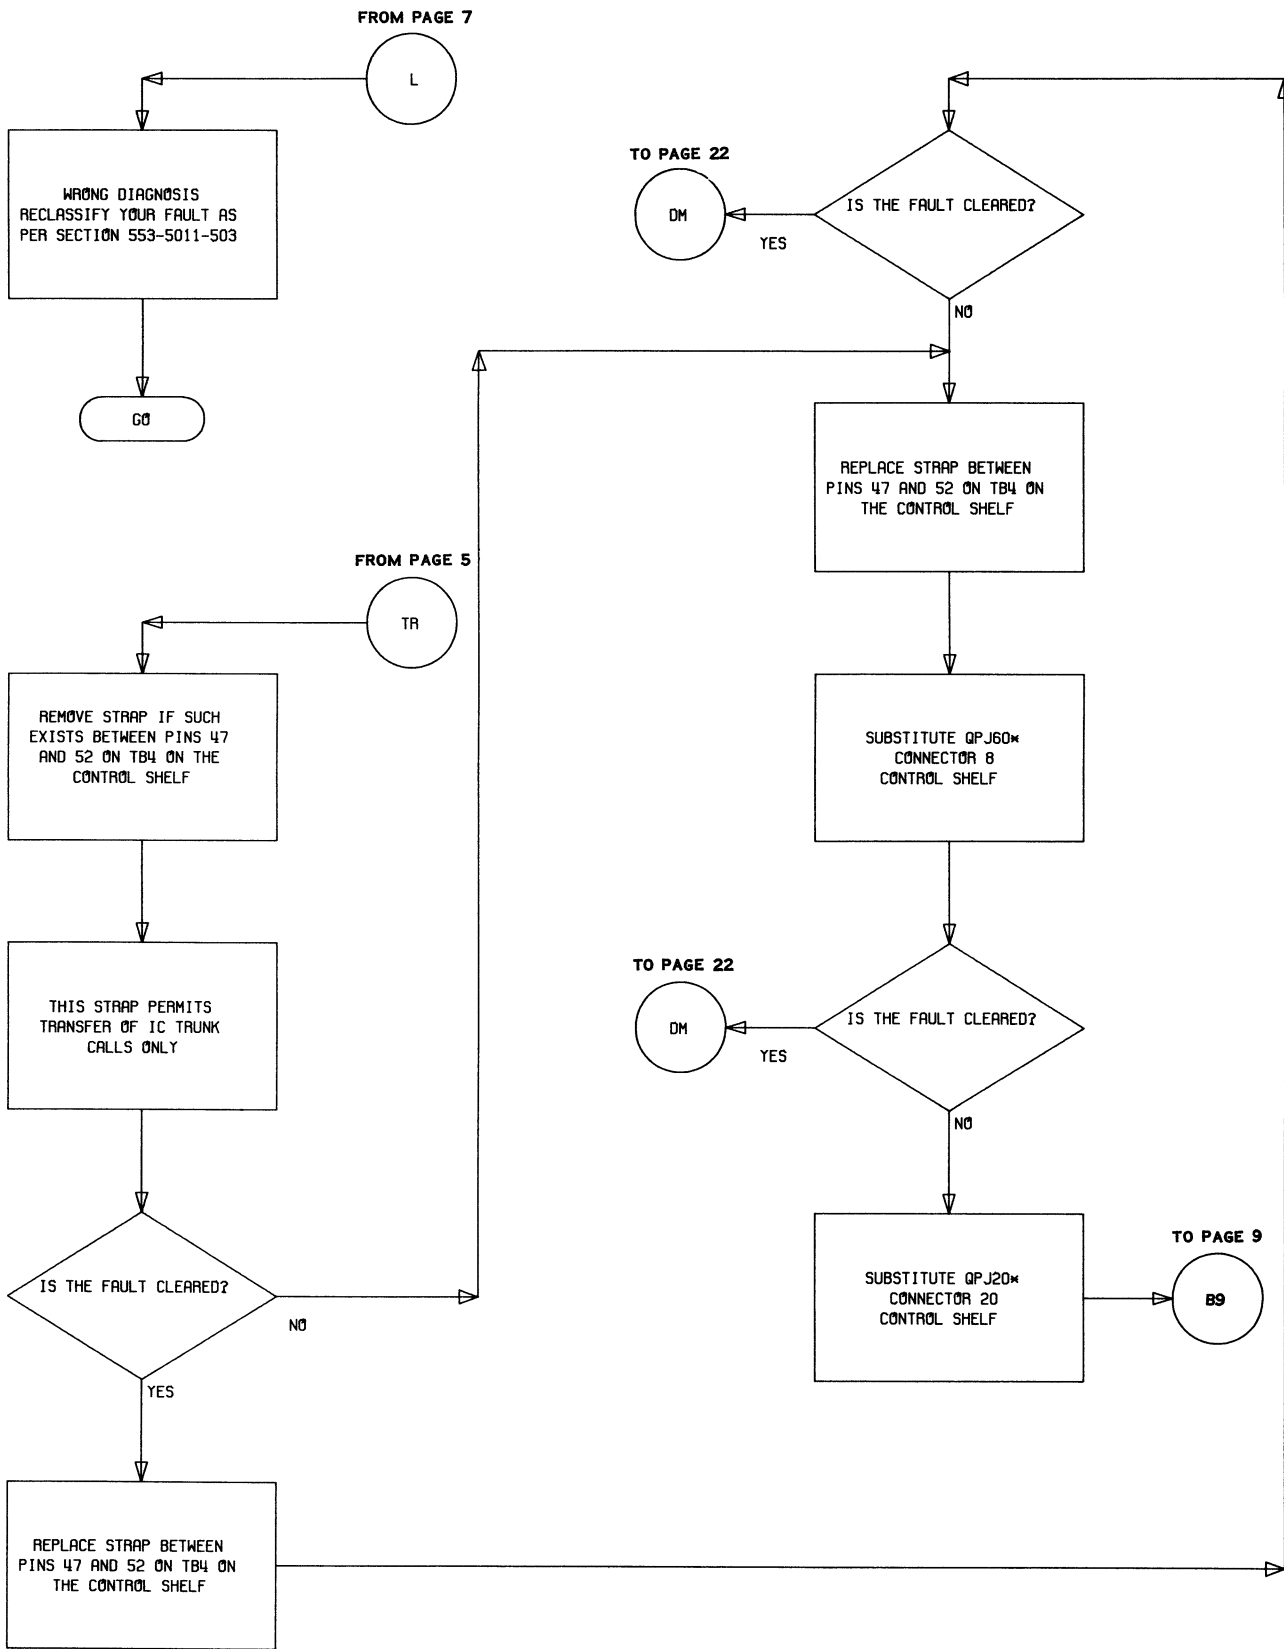 FROM PAGE 7
L
WRONG DIAGNOSIS
RECLASSIFY YOUR FAULT AS
PER SECTION 553-5011-503
GO
FROM PAGE 5
TR
REMOVE STRAP IF SUCH
EXISTS BETWEEN PINS 47
AND 52 ON TB4 ON THE
CONTROL SHELF
THIS STRAP PERMITS
TRANSFER OF IC TRUNK
CALLS ONLY
IS THE FAULT CLEARED?
NO
YES
REPLACE STRAP BETWEEN
PINS 47 AND 52 ON TB4 ON
THE CONTROL SHELF
TO PAGE 22
DM
YES
IS THE FAULT CLEARED?
NO
REPLACE STRAP BETWEEN
PINS 47 AND 52 ON TB4 ON
THE CONTROL SHELF
SUBSTITUTE QPJ60*
CONNECTOR 8
CONTROL SHELF
TO PAGE 22
DM
YES
IS THE FAULT CLEARED?
NO
SUBSTITUTE QPJ20*
CONNECTOR 20
CONTROL SHELF
TO PAGE 9
B9